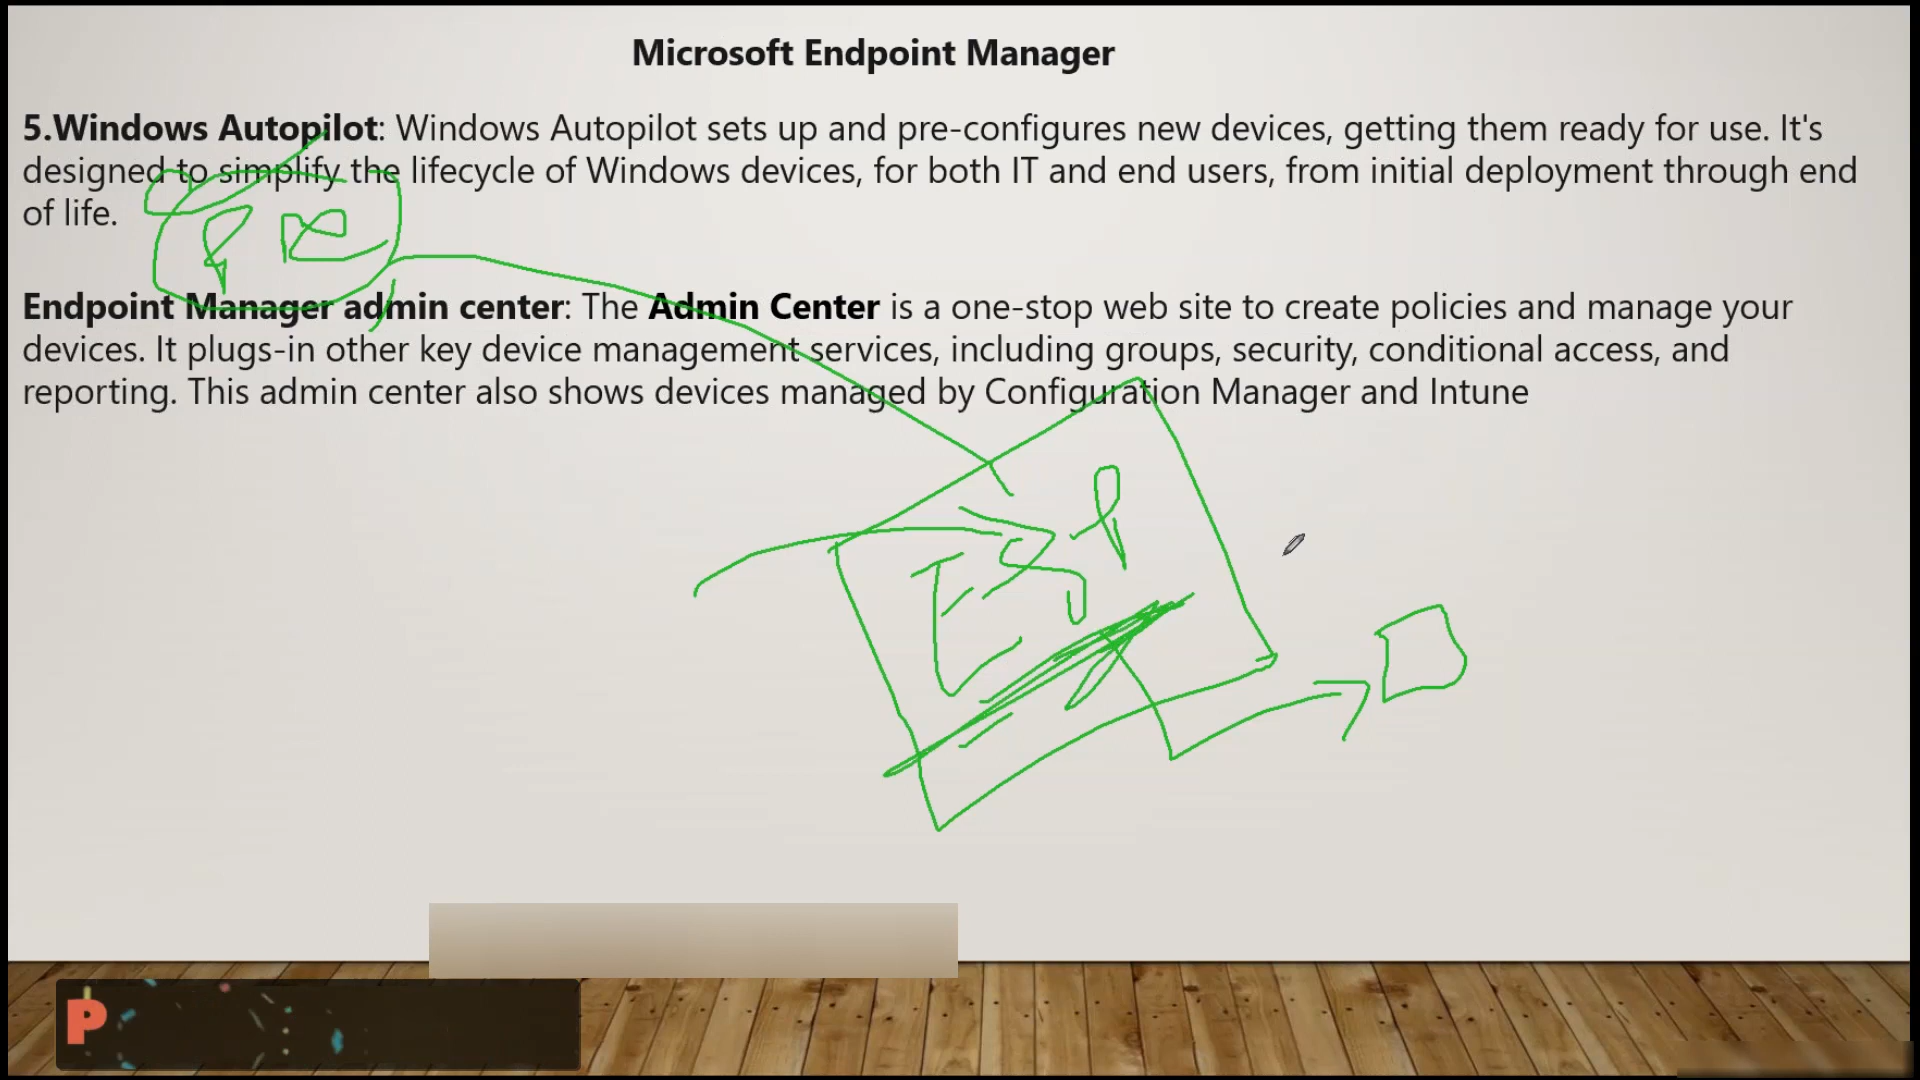 Microsoft Endpoint Manager
5.Windows Autopilot: Windows Autopilot sets up and pre-configures new devices, getting them ready for use. It's
designed to simplify the lifecycle of Windows devices, for both IT and end users, from initial deployment through end
of life.
Endpoint Manager admin center: The Admin Center is a one-stop web site to create policies and manage your
devices. It plugs-in other key device management services, including groups, security, conditional access, and
reporting. This admin center also shows devices managed by Configuration Manager and Intune
ESP
P